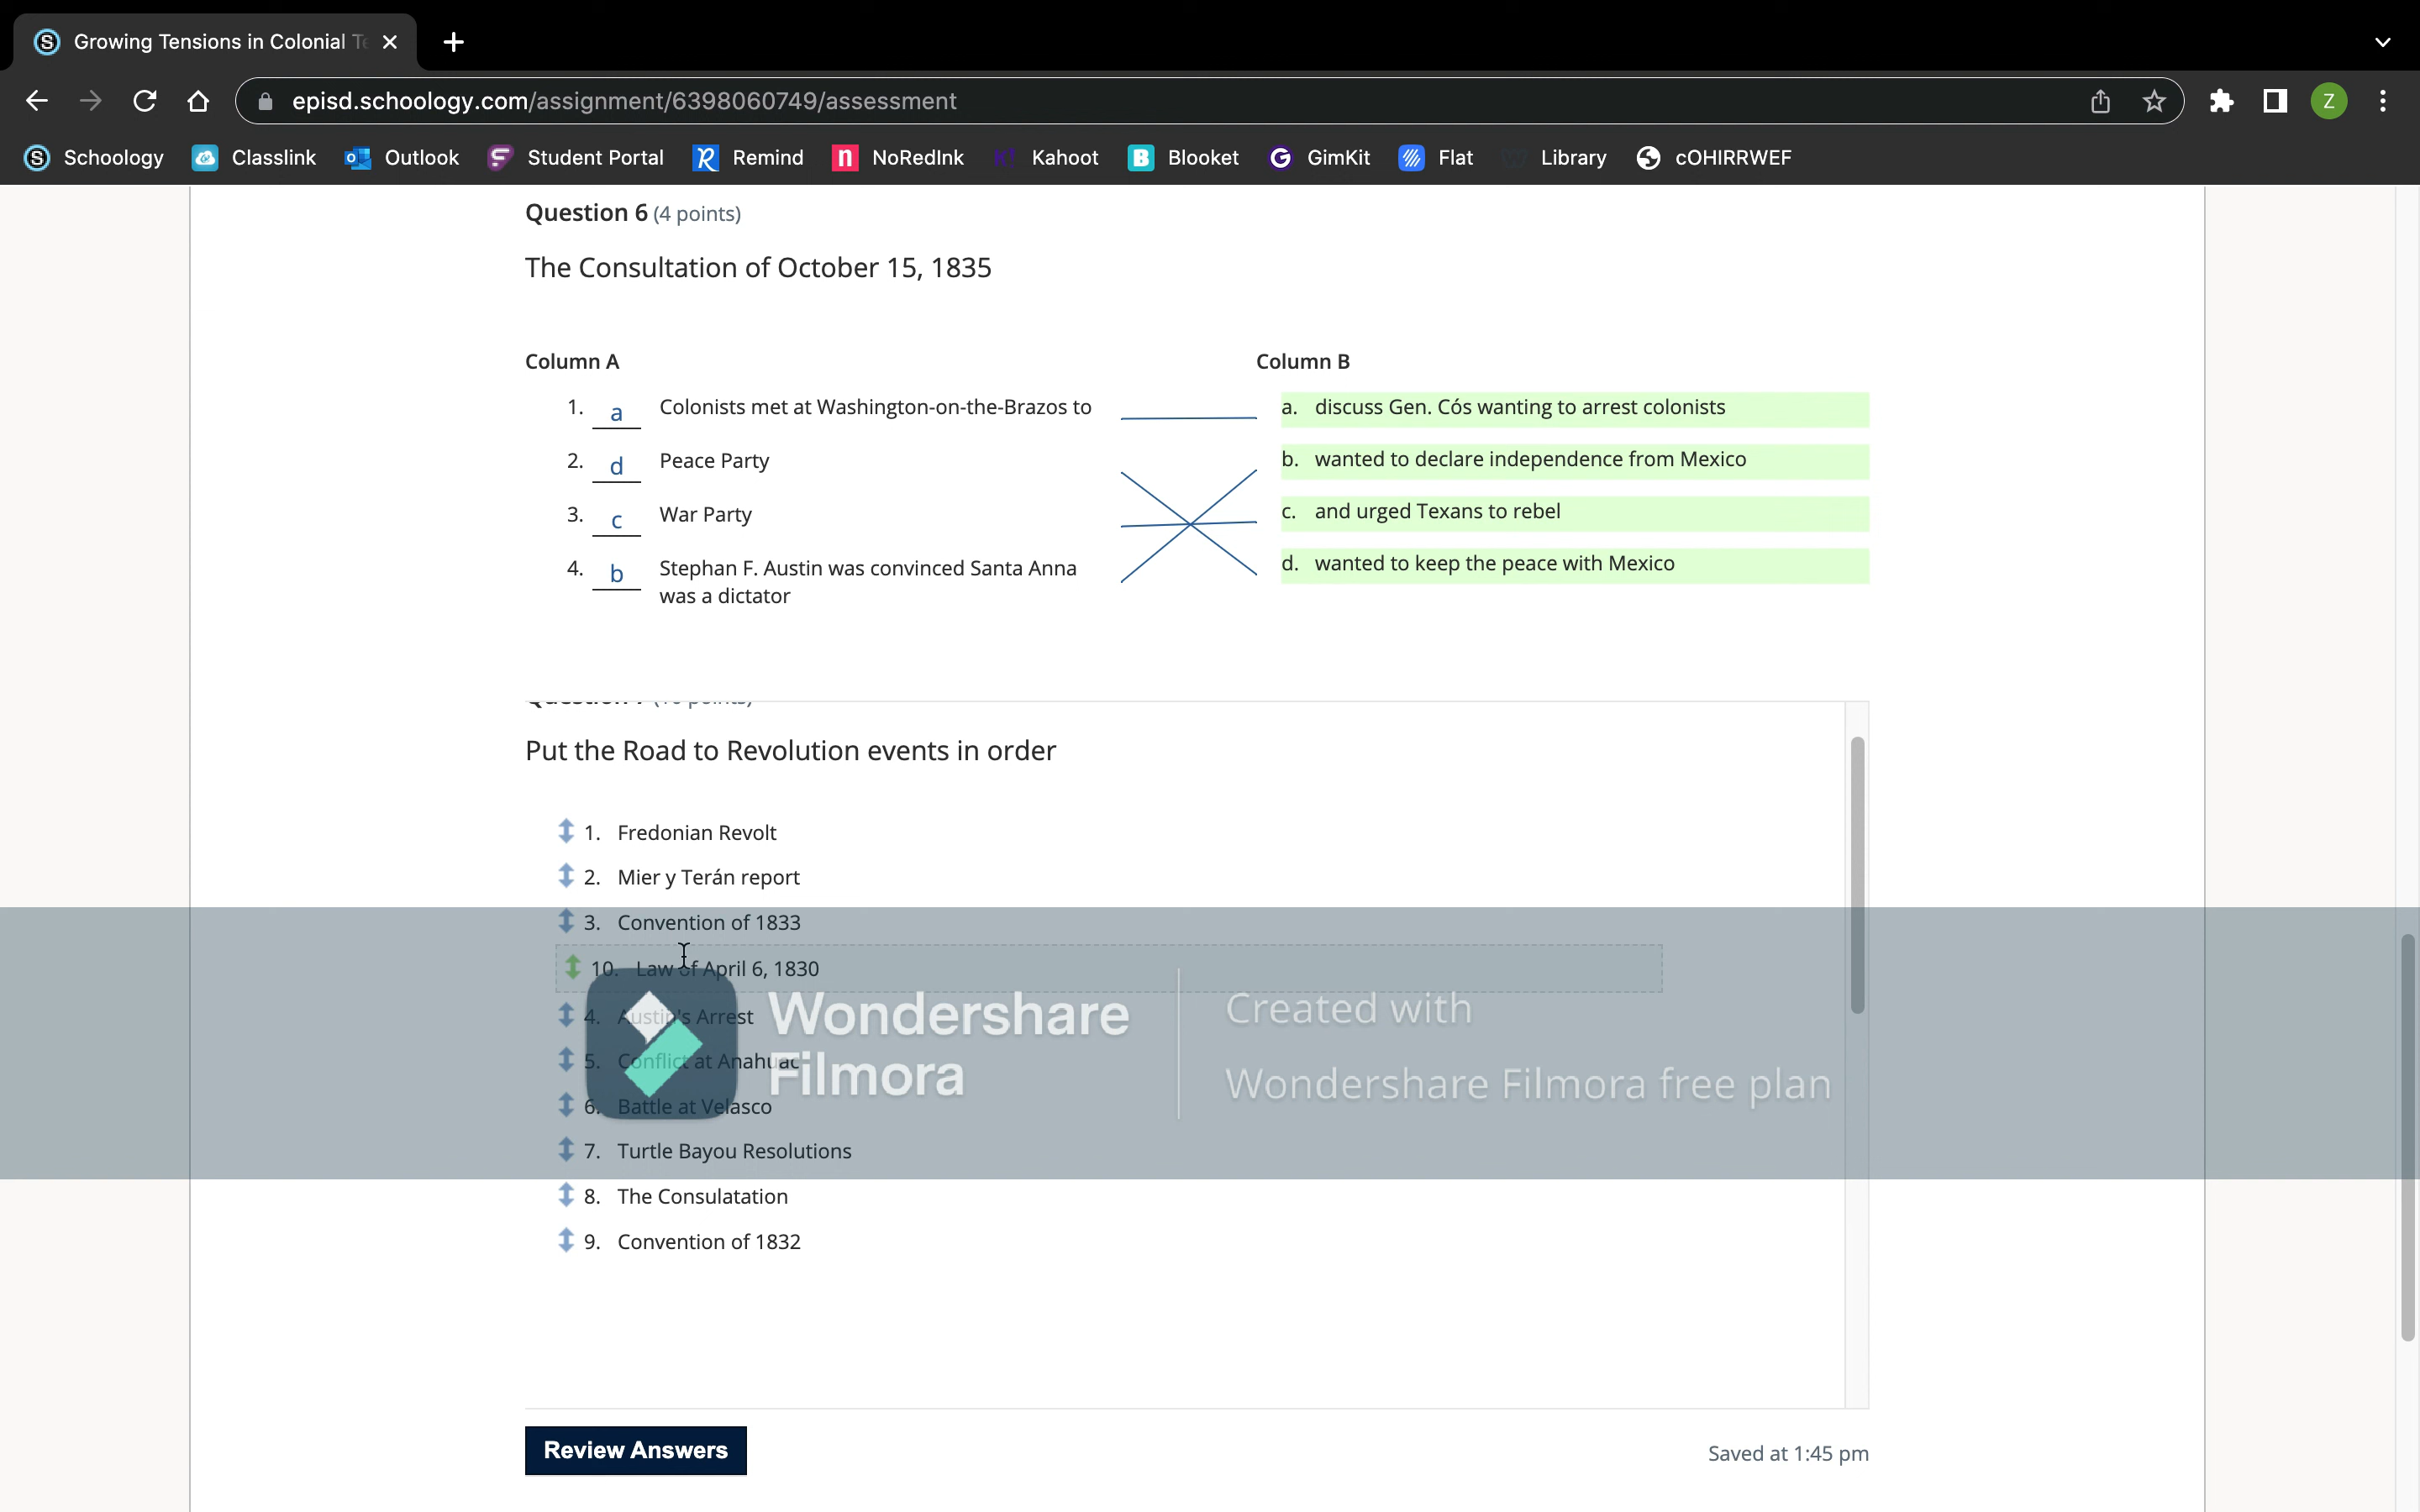 Growing Tensions in Colonial Te
episd.schoology.com/assignment/6398060749/assessment
Z
Schoology Classlink Outlook Student Portal Remind NoRedInk Kahoot Blooket GimKit Flat Library cOHIRRWEF
Question 6 (4 points)
The Consultation of October 15, 1835
Column A
Column B
1. a Colonists met at Washington-on-the-Brazos to
2. d Peace Party
3. c War Party
4. b Stephan F. Austin was convinced Santa Anna
was a dictator
a. discuss Gen. Cós wanting to arrest colonists
b. wanted to declare independence from Mexico
c. and urged Texans to rebel
d. wanted to keep the peace with Mexico
Put the Road to Revolution events in order
1. Fredonian Revolt
2. Mier y Terán report
3. Convention of 1833
10. Law of April 6, 1830
4. Austin's Arrest
5. Conflict at Anahuac
6. Battle at Velasco
7. Turtle Bayou Resolutions
8. The Consulatation
9. Convention of 1832
Wondershare
Filmora
Created with
Wondershare Filmora free plan
Review Answers
Saved at 1:45 pm